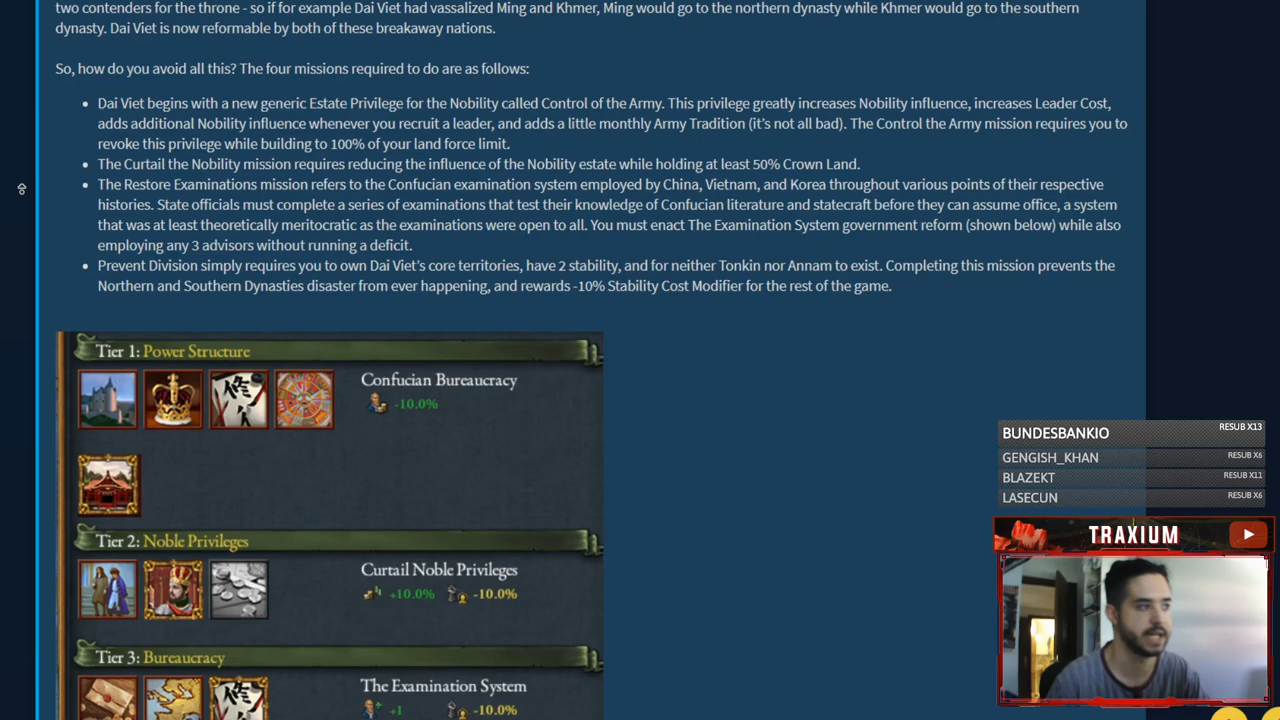 two contenders for the throne - so if for example Dai Viet had vassalized Ming and Khmer, Ming would go to the northern dynasty while Khmer would go to the southern
dynasty. Dai Viet is now reformable by both of these breakaway nations.
So, how do you avoid all this? The four missions required to do are as follows:
• Dai Viet begins with a new generic Estate Privilege for the Nobility called Control of the Army. This privilege greatly increases Nobility influence, increases Leader Cost,
adds additional Nobility influence whenever you recruit a leader, and adds a little monthly Army Tradition (it’s not all bad). The Control the Army mission requires you to
revoke this privilege while building to 100% of your land force limit.
• The Curtail the Nobility mission requires reducing the influence of the Nobility estate while holding at least 50% Crown Land.
• The Restore Examinations mission refers to the Confucian examination system employed by China, Vietnam, and Korea throughout various points of their respective
histories. State officials must complete a series of examinations that test their knowledge of Confucian literature and statecraft before they can assume office, a system
that was at least theoretically meritocratic as the examinations were open to all. You must enact The Examination System government reform (shown below) while also
employing any 3 advisors without running a deficit.
• Prevent Division simply requires you to own Dai Viet’s core territories, have 2 stability, and for neither Tonkin nor Annam to exist. Completing this mission prevents the
Northern and Southern Dynasties disaster from ever happening, and rewards -10% Stability Cost Modifier for the rest of the game.
Tier 1: Power Structure
Confucian Bureaucracy
-10.0%
Tier 2: Noble Privileges
Curtail Noble Privileges
+10.0% -10.0%
Tier 3: Bureaucracy
The Examination System
+1 -10.0%
BUNDESBANKIO RESUB X13
GENGISH_KHAN RESUB X6
BLAZEKT RESUB X11
LASECUN RESUB X6
TRAXIUM